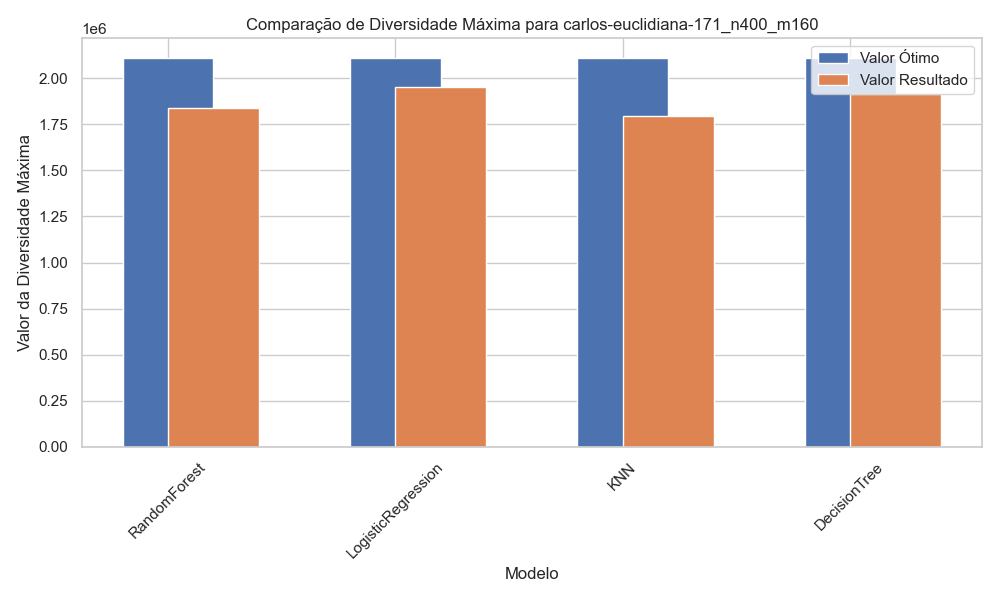 Comparação de Diversidade Máxima para carlos-euclidiana-171_n400_m160
1e6
Valor Ótimo
Valor Resultado
2.00
1.75
1.50
1.25
1.00
0.75
0.50
0.25
0.00
Valor da Diversidade Máxima
RandomForest
LogisticRegression
KNN
DecisionTree
Modelo